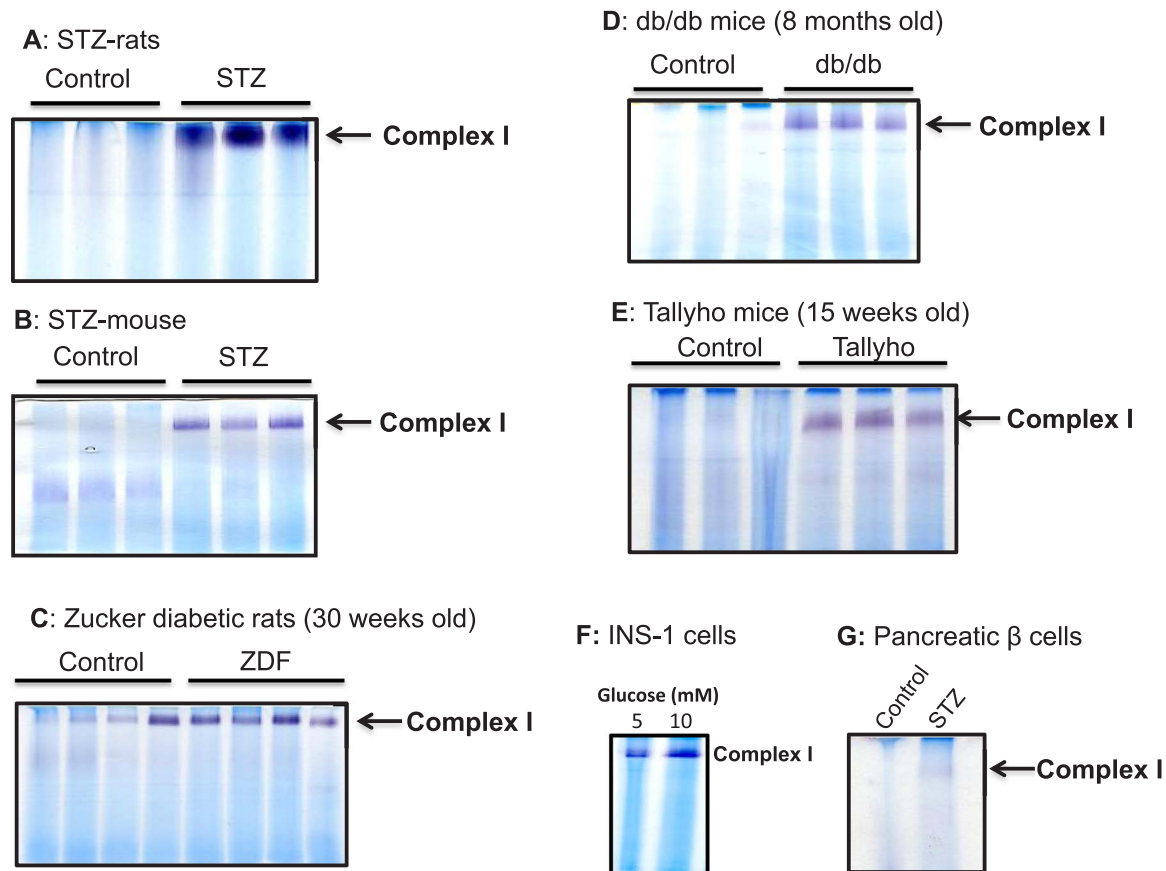 A: STZ-rats
Control STZ
Complex I
B: STZ-mouse
Control STZ
Complex I
C: Zucker diabetic rats (30 weeks old)
Control ZDF
Complex I
D: db/db mice (8 months old)
Control db/db
Complex I
E: Tallyho mice (15 weeks old)
Control Tallyho
Complex I
F: INS-1 cells
Glucose (mM)
5 10
Complex I
G: Pancreatic β cells
Control STZ
Complex I